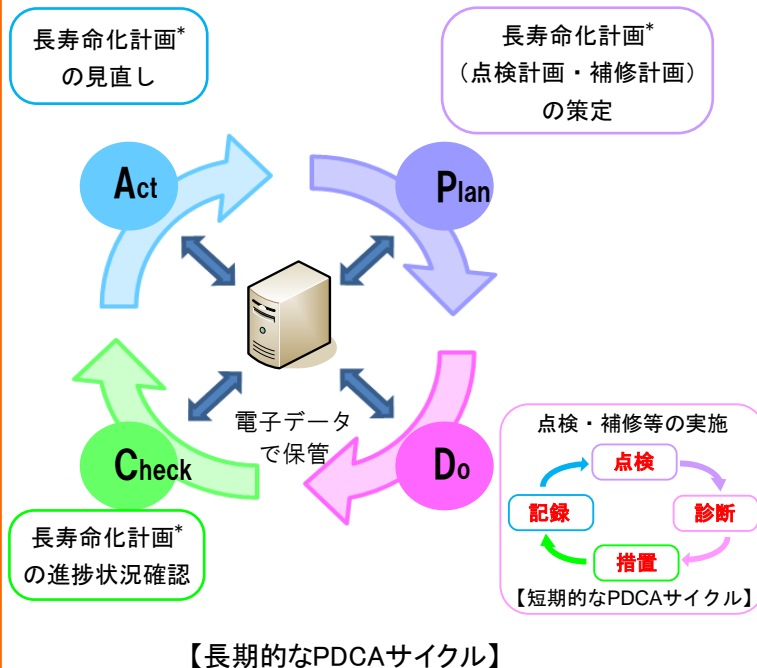 長寿命化計画*
の見直し
長寿命化計画*
（点検計画・補修計画）
の策定
Act
Plan
電子データ
で保管
Check
Do
長寿命化計画*
の進捗状況確認
点検・補修等の実施
点検
記録
診断
措置
【短期的なPDCAサイクル】
【長期的なPDCAサイクル】